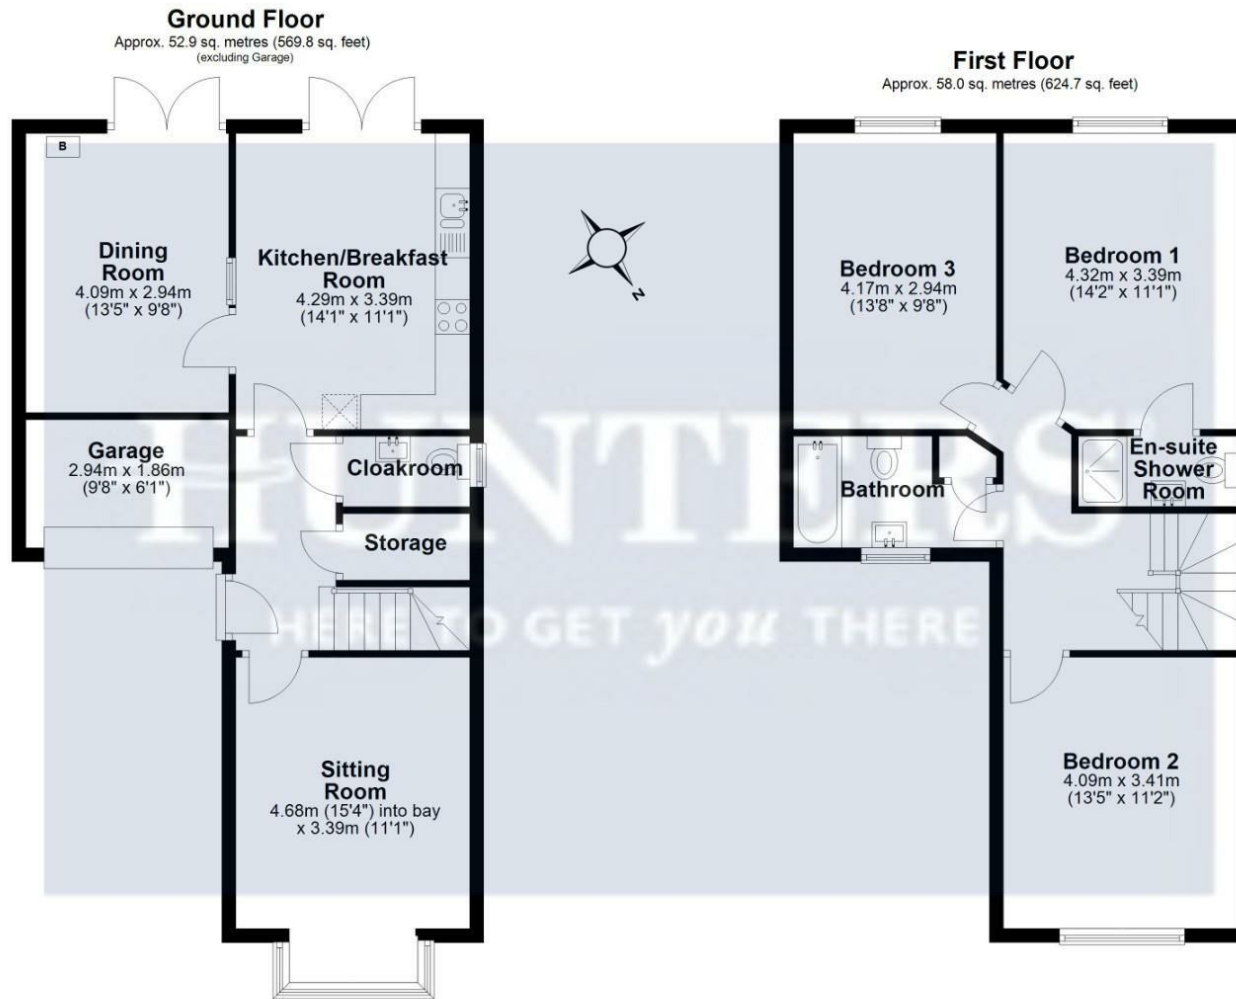 Ground Floor
Approx. 52.9 sq. metres (569.8 sq. feet)
(excluding Garage)
B
Dining
Room
4.09m x 2.94m
(13'5" x 9'8")
Kitchen/Breakfast
Room
4.29m x 3.39m
(14'1" x 11'1")
Garage
2.94m x 1.86m
(9'8" x 6'1")
Cloakroom
Storage
Sitting
Room
4.68m (15'4") into bay
x 3.39m (11'1")
N
First Floor
Approx. 58.0 sq. metres (624.7 sq. feet)
Bedroom 3
4.17m x 2.94m
(13'8" x 9'8")
Bedroom 1
4.32m x 3.39m
(14'2" x 11'1")
En-suite
Shower
Room
Bathroom
Bedroom 2
4.09m x 3.41m
(13'5" x 11'2")
HUNTERS
HERE TO GET you THERE